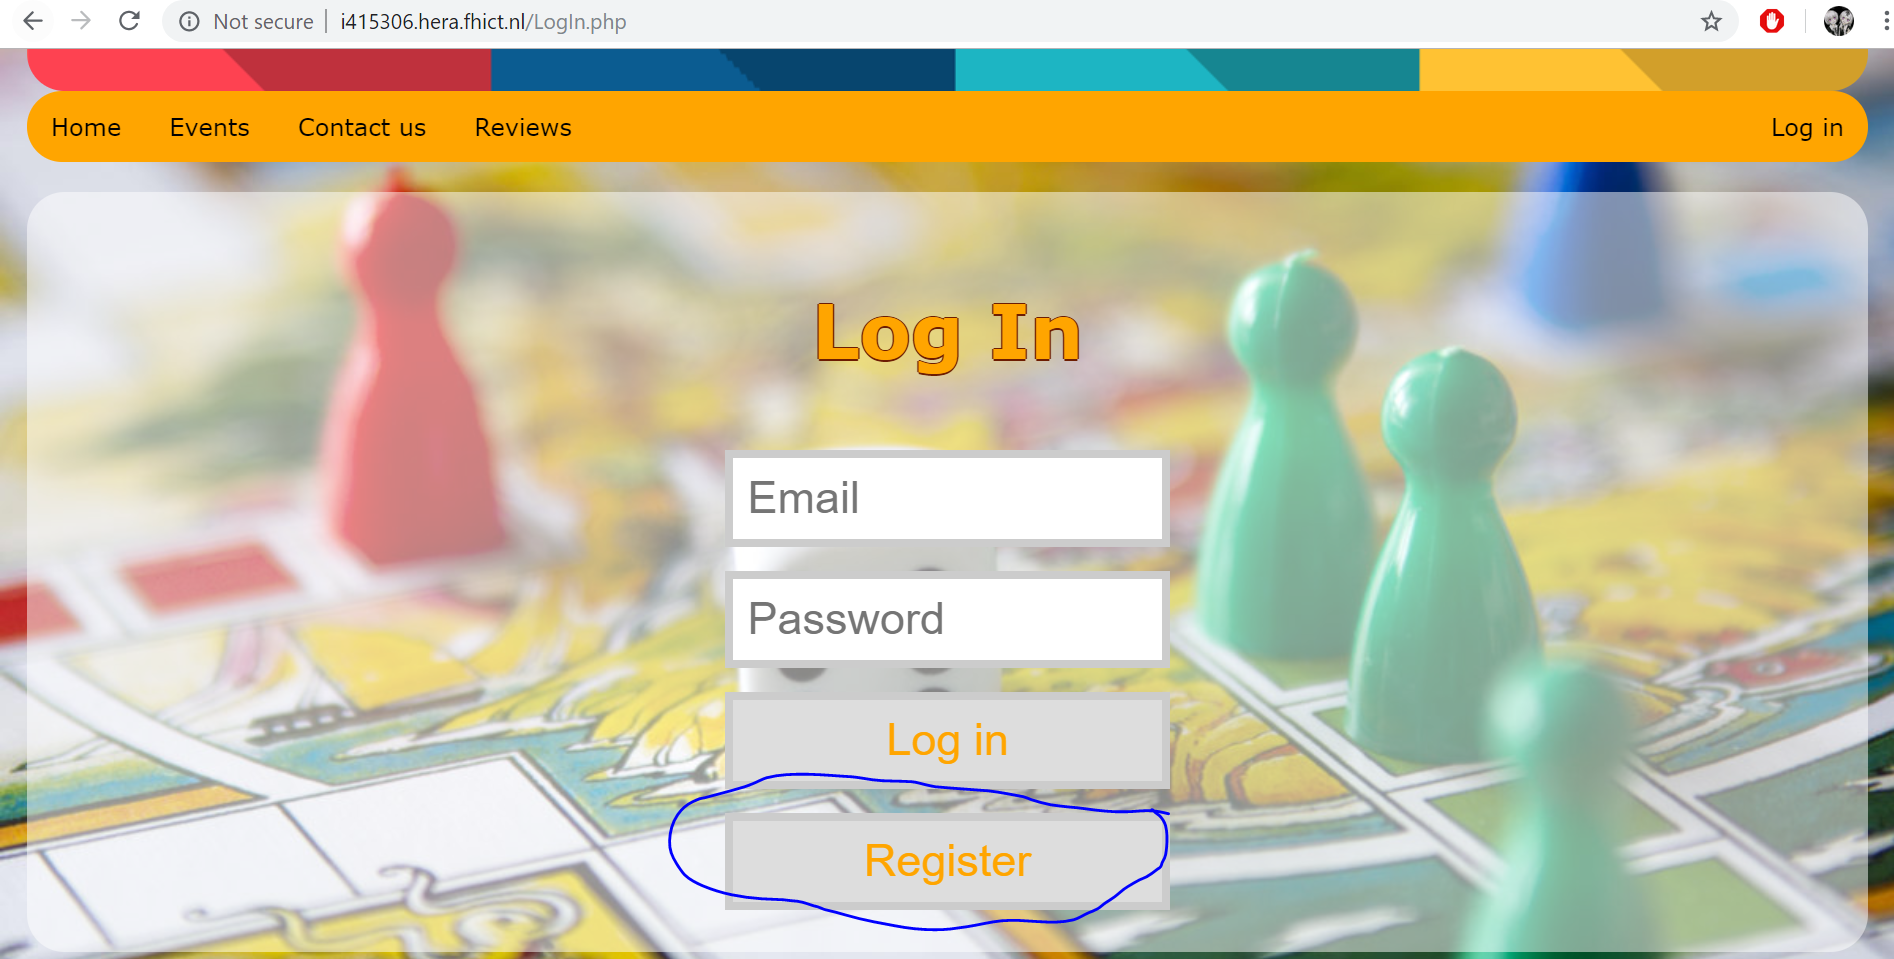 Not secure | i415306.hera.fhict.nl/LogIn.php
Home Events Contact us Reviews Log in
Log In
Email
Password
Log in
Register